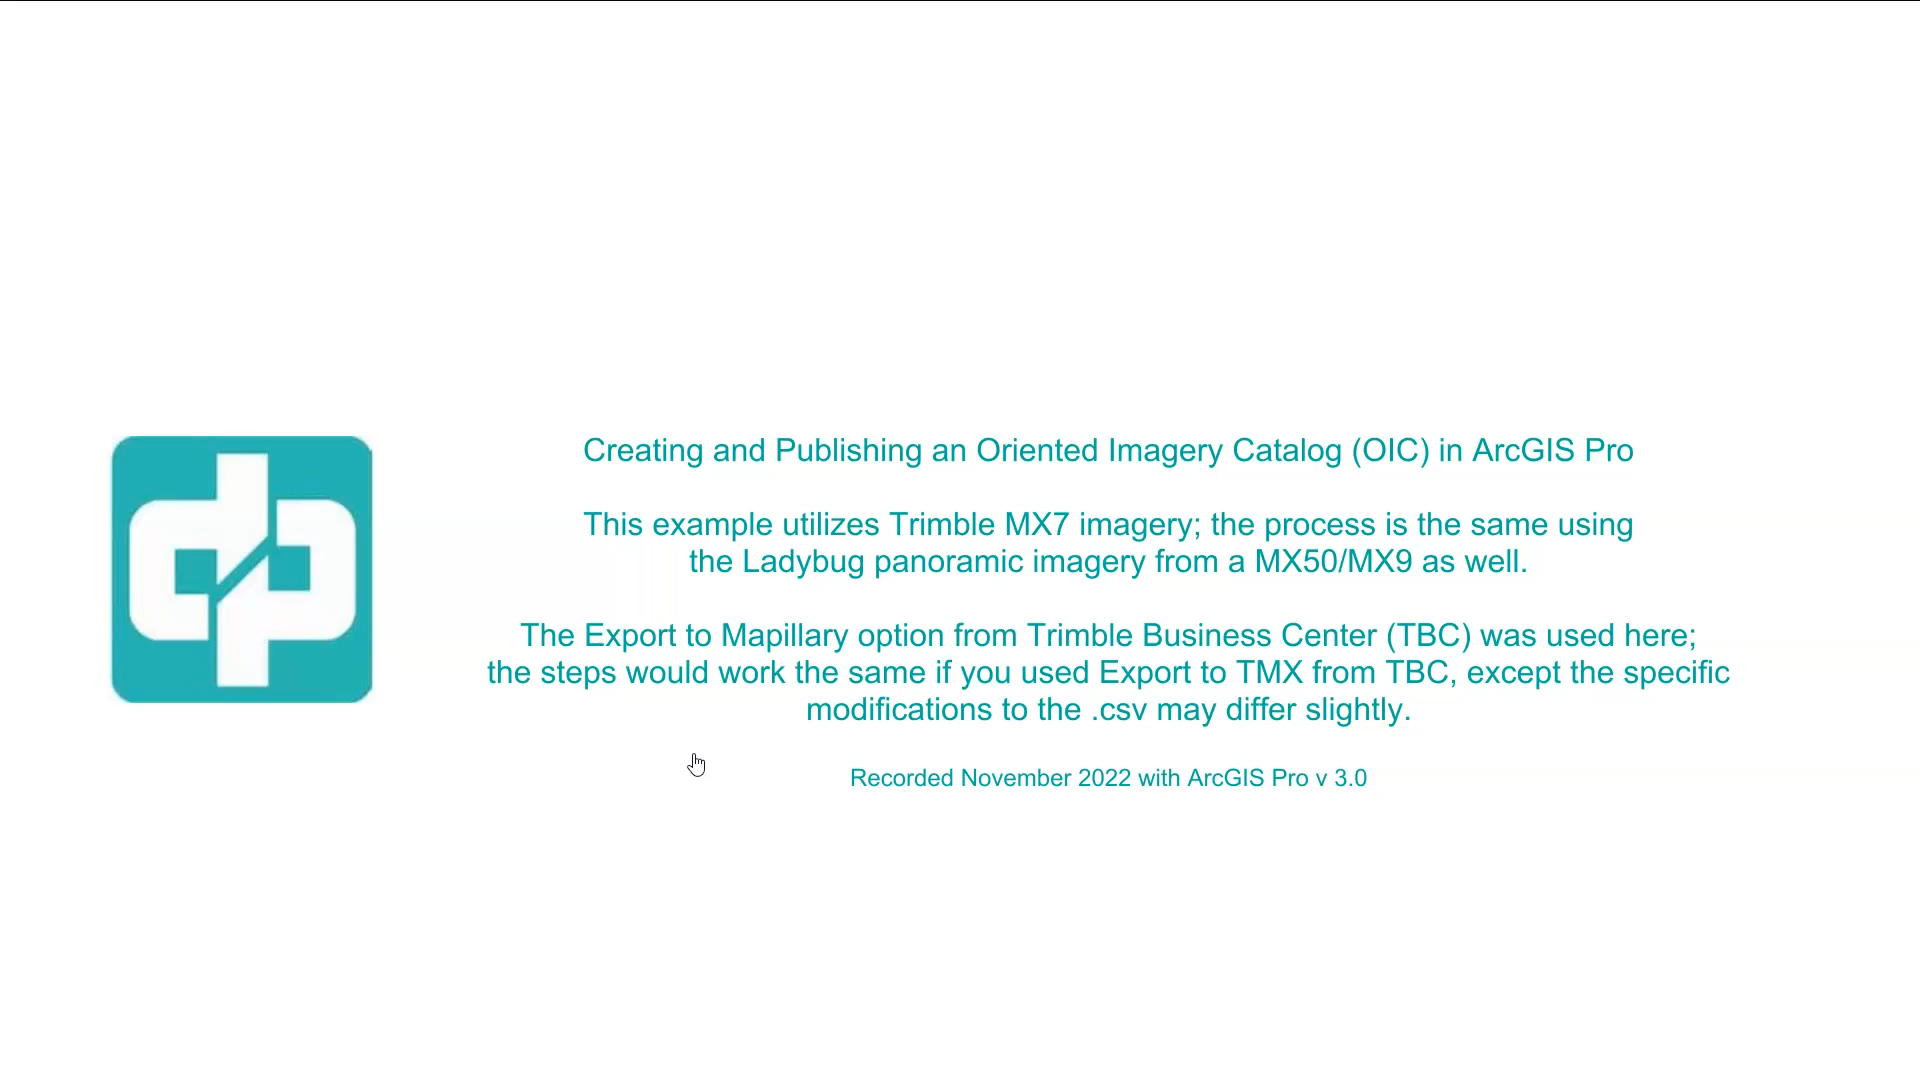 Creating and Publishing an Oriented Imagery Catalog (OIC) in ArcGIS Pro
This example utilizes Trimble MX7 imagery; the process is the same using
the Ladybug panoramic imagery from a MX50/MX9 as well.
The Export to Mapillary option from Trimble Business Center (TBC) was used here;
the steps would work the same if you used Export to TMX from TBC, except the specific
modifications to the .csv may differ slightly.
Recorded November 2022 with ArcGIS Pro v 3.0